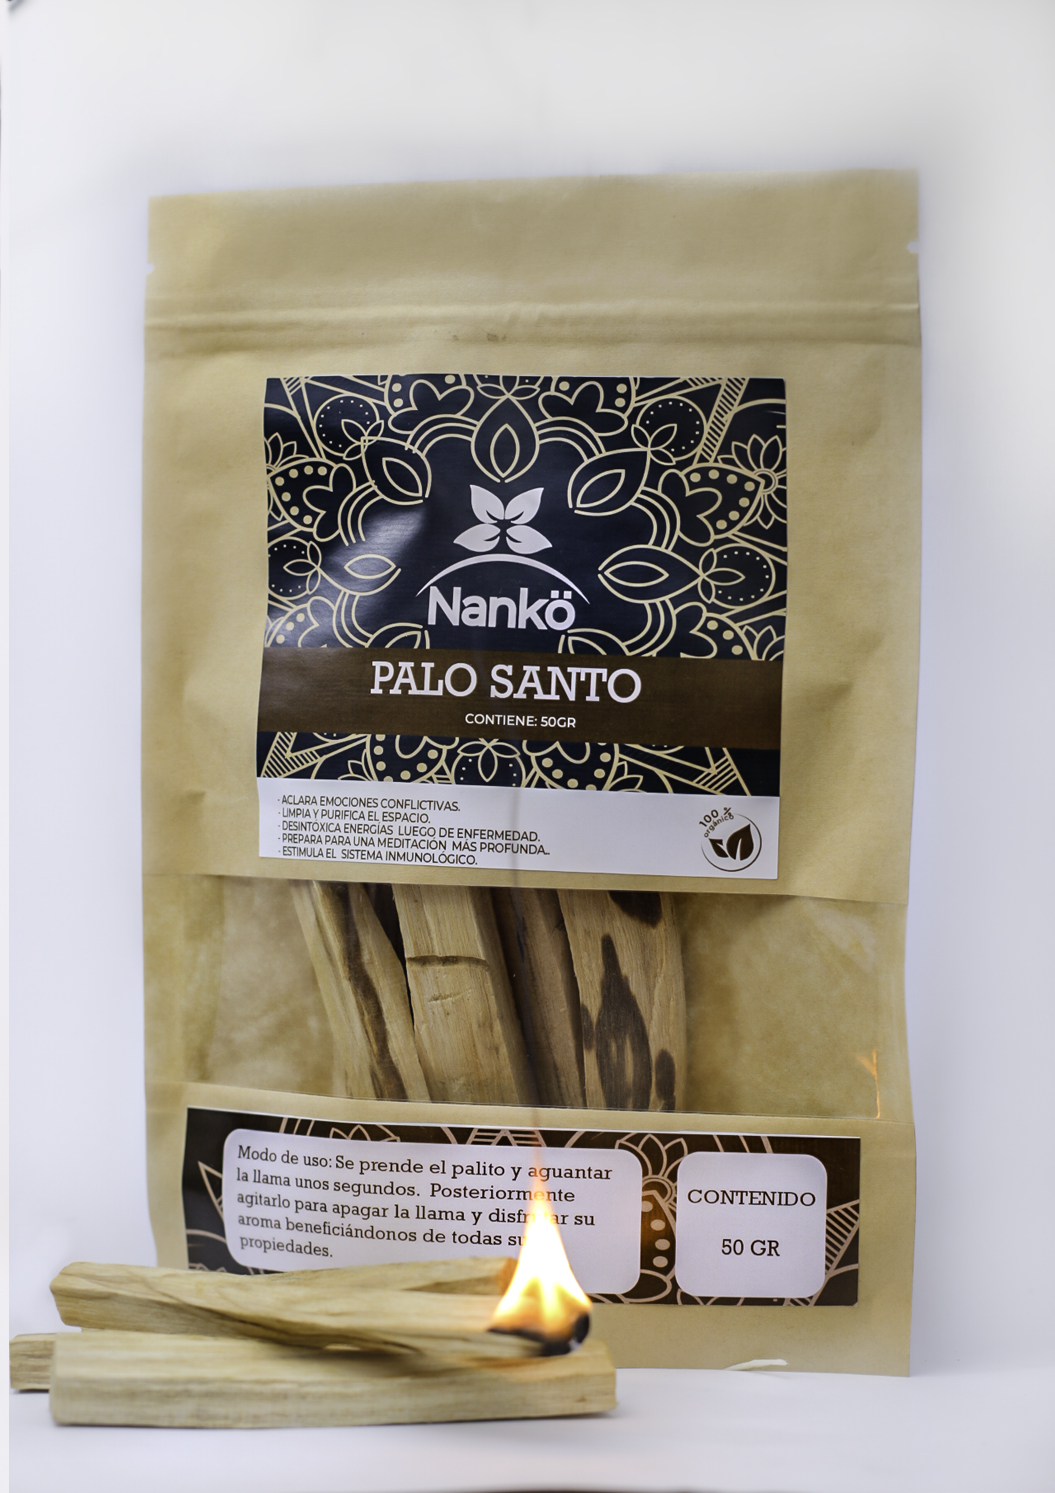 Nankö
PALO SANTO
CONTIENE: 50GR
· ACLARA EMOCIONES CONFLICTIVAS.
· LIMPIA Y PURIFICA EL ESPACIO.
· DESINTOXICA ENERGÍAS LUEGO DE ENFERMEDAD.
· PREPARA PARA UNA MEDITACIÓN MÁS PROFUNDA..
· ESTIMULA EL SISTEMA INMUNOLÓGICO.
100 %
orgánico
Modo de uso: Se prende el palito y aguantar
la llama unos segundos. Posteriormente
agitarlo para apagar la llama y su
aroma beneficiándonos de todas
propiedades.
CONTENIDO
50 GR